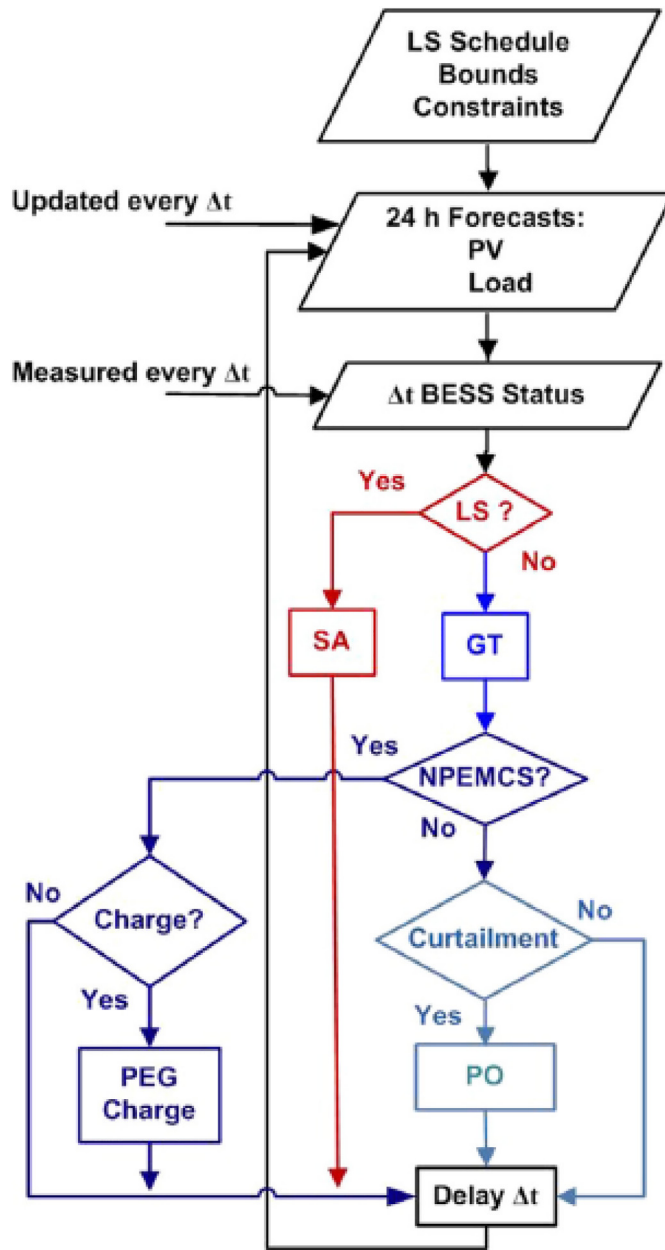 LS Schedule
Bounds
Constraints
Updated every Δt
24 h Forecasts:
PV
Load
Measured every Δt
Δt BESS Status
Yes
LS ?
No
SA
GT
Yes
NPEMCS?
No
No
Charge?
Curtailment
No
Yes
Yes
PEG
Charge
PO
Delay Δt